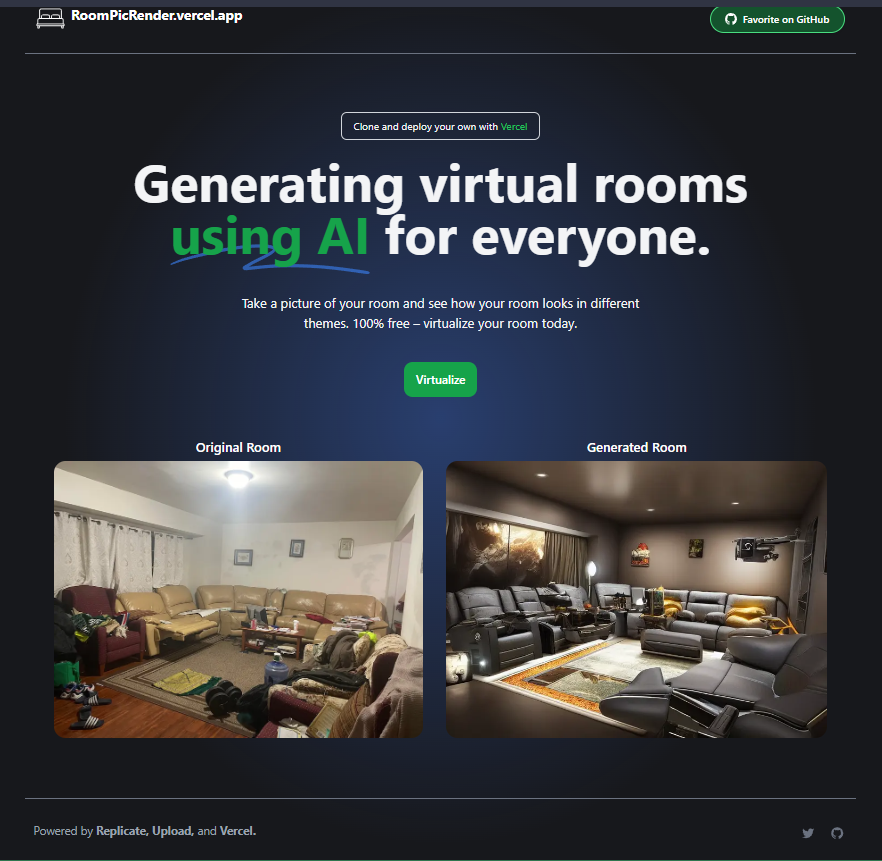 RoomPicRender.vercel.app
Favorite on GitHub
Clone and deploy your own with Vercel
Generating virtual rooms
using AI for everyone.
Take a picture of your room and see how your room looks in different
themes. 100% free – virtualize your room today.
Virtualize
Original Room
Generated Room
Powered by Replicate, Upload, and Vercel.